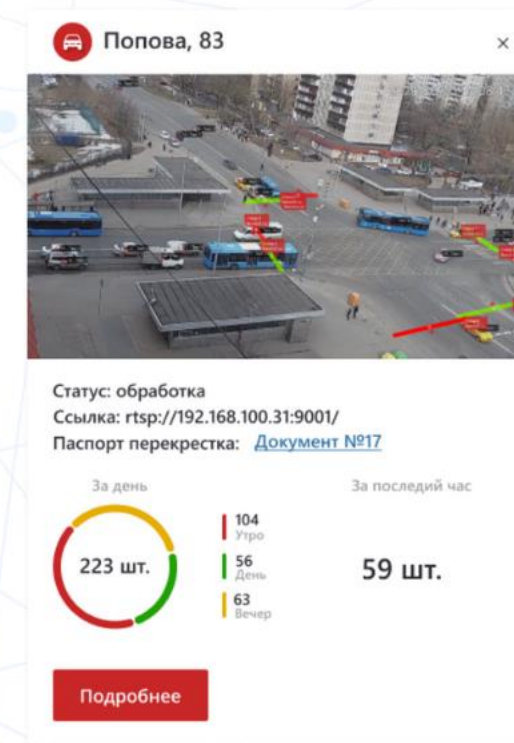 Попова, 83
Статус: обработка
Ссылка: rtsp://192.168.100.31:9001/
Паспорт перекрестка: Документ №17
За день
За последий час
223 шт.
104
Утро
56
День
63
Вечер
59 шт.
Подробнее